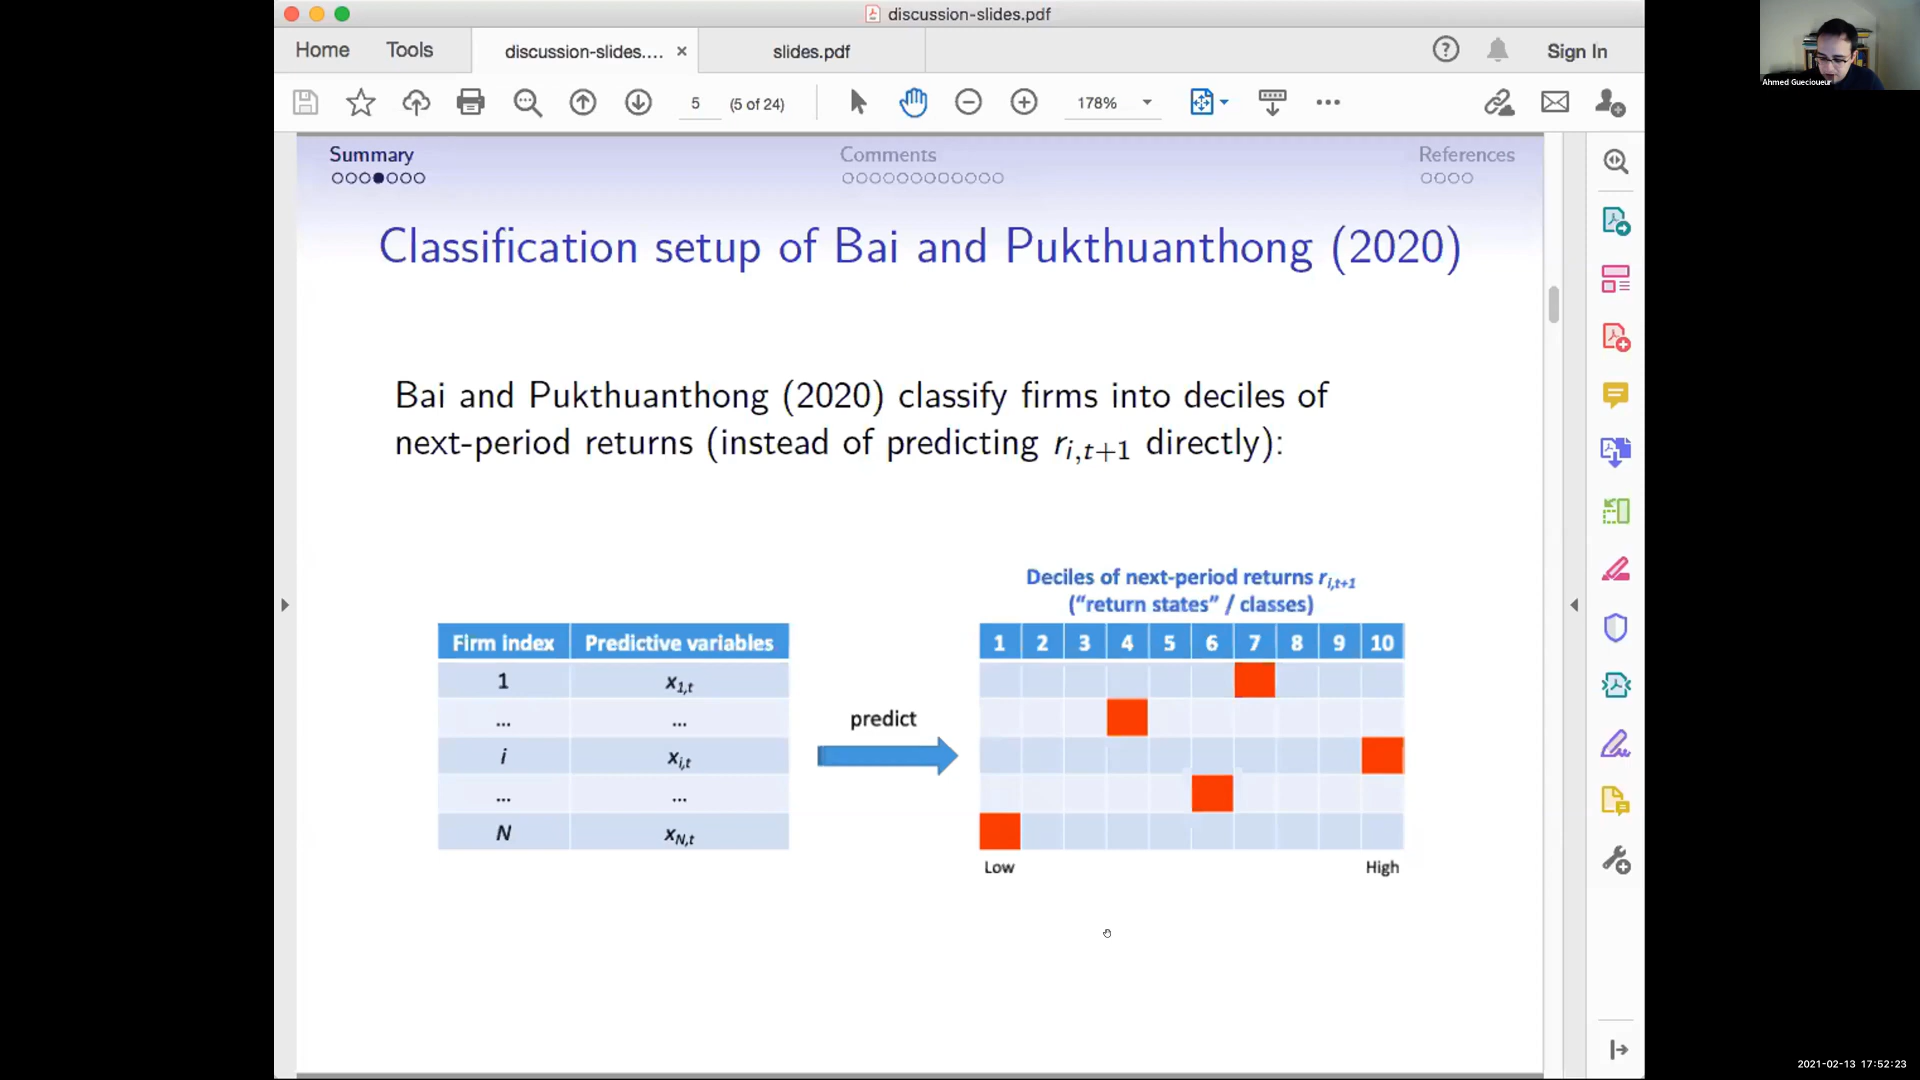 discussion-slides.pdf
Home Tools discussion-slides.... × slides.pdf Sign In
5 (5 of 24) 178%
Summary Comments References
Classification setup of Bai and Pukthuanthong (2020)
Bai and Pukthuanthong (2020) classify firms into deciles of
next-period returns (instead of predicting r_{i,t+1} directly):
Deciles of next-period returns r_{i,t+1}
("return states" / classes)
Firm index Predictive variables
1 x_{1,t}
... ...
i x_{i,t}
... ...
N x_{N,t}
predict
1 2 3 4 5 6 7 8 9 10
Low High
Ahmed Guecioueur
2021-02-13 17:52:23